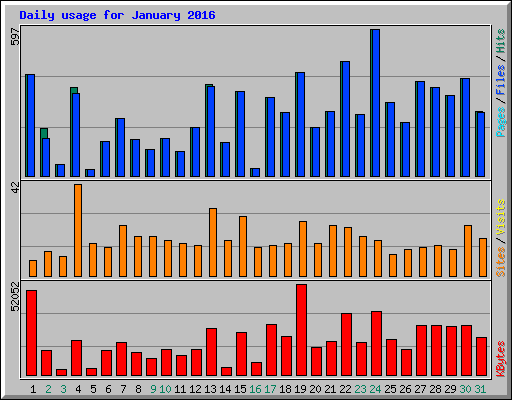 Daily usage for January 2016
597
Pages/Files/Hits
42
Sites/Visits
52052
KBytes
1 2 3 4 5 6 7 8 9 10 11 12 13 14 15 16 17 18 19 20 21 22 23 24 25 26 27 28 29 30 31